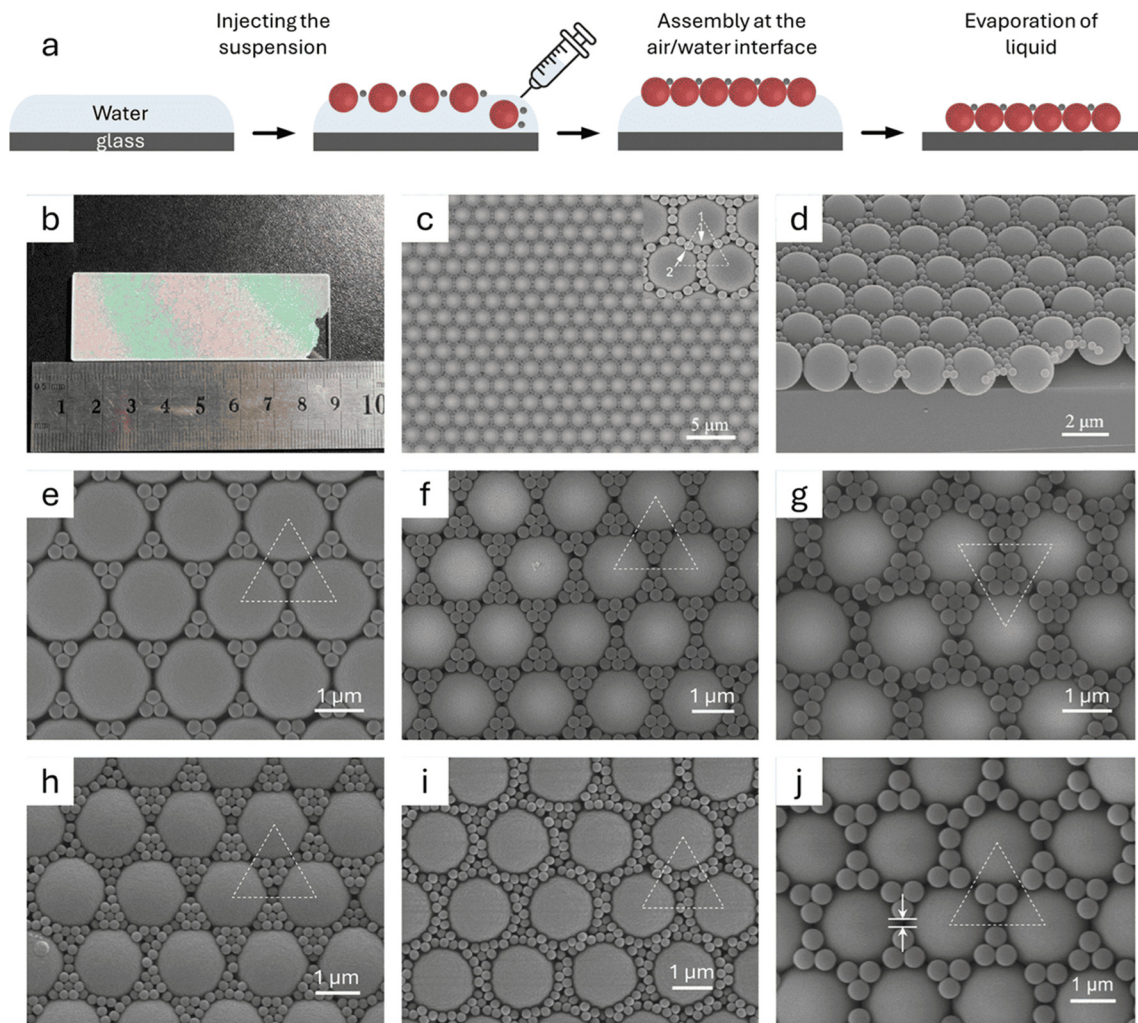 a
Injecting the
suspension
Assembly at the
air/water interface
Evaporation of
liquid
Water
glass
b
1 2 3 4 5 6 7 8 9 10
c
1
2
5 μm
d
2 μm
e
1 μm
f
1 μm
g
1 μm
h
1 μm
i
1 μm
j
1 μm